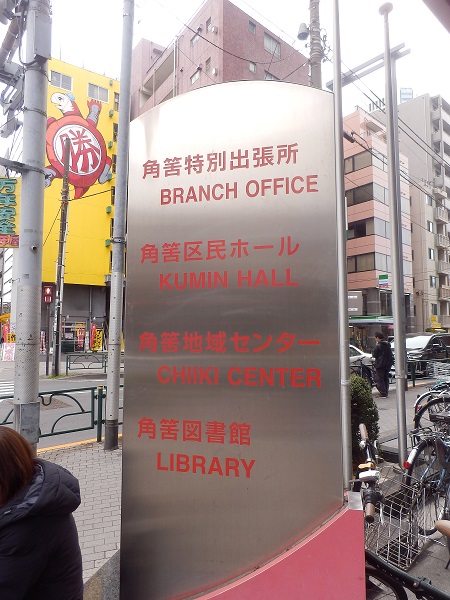 角筈特別出張所
BRANCH OFFICE
角筈区民ホール
KUMIN HALL
角筈地域センター
CHIIKI CENTER
角筈図書館
LIBRARY
勝